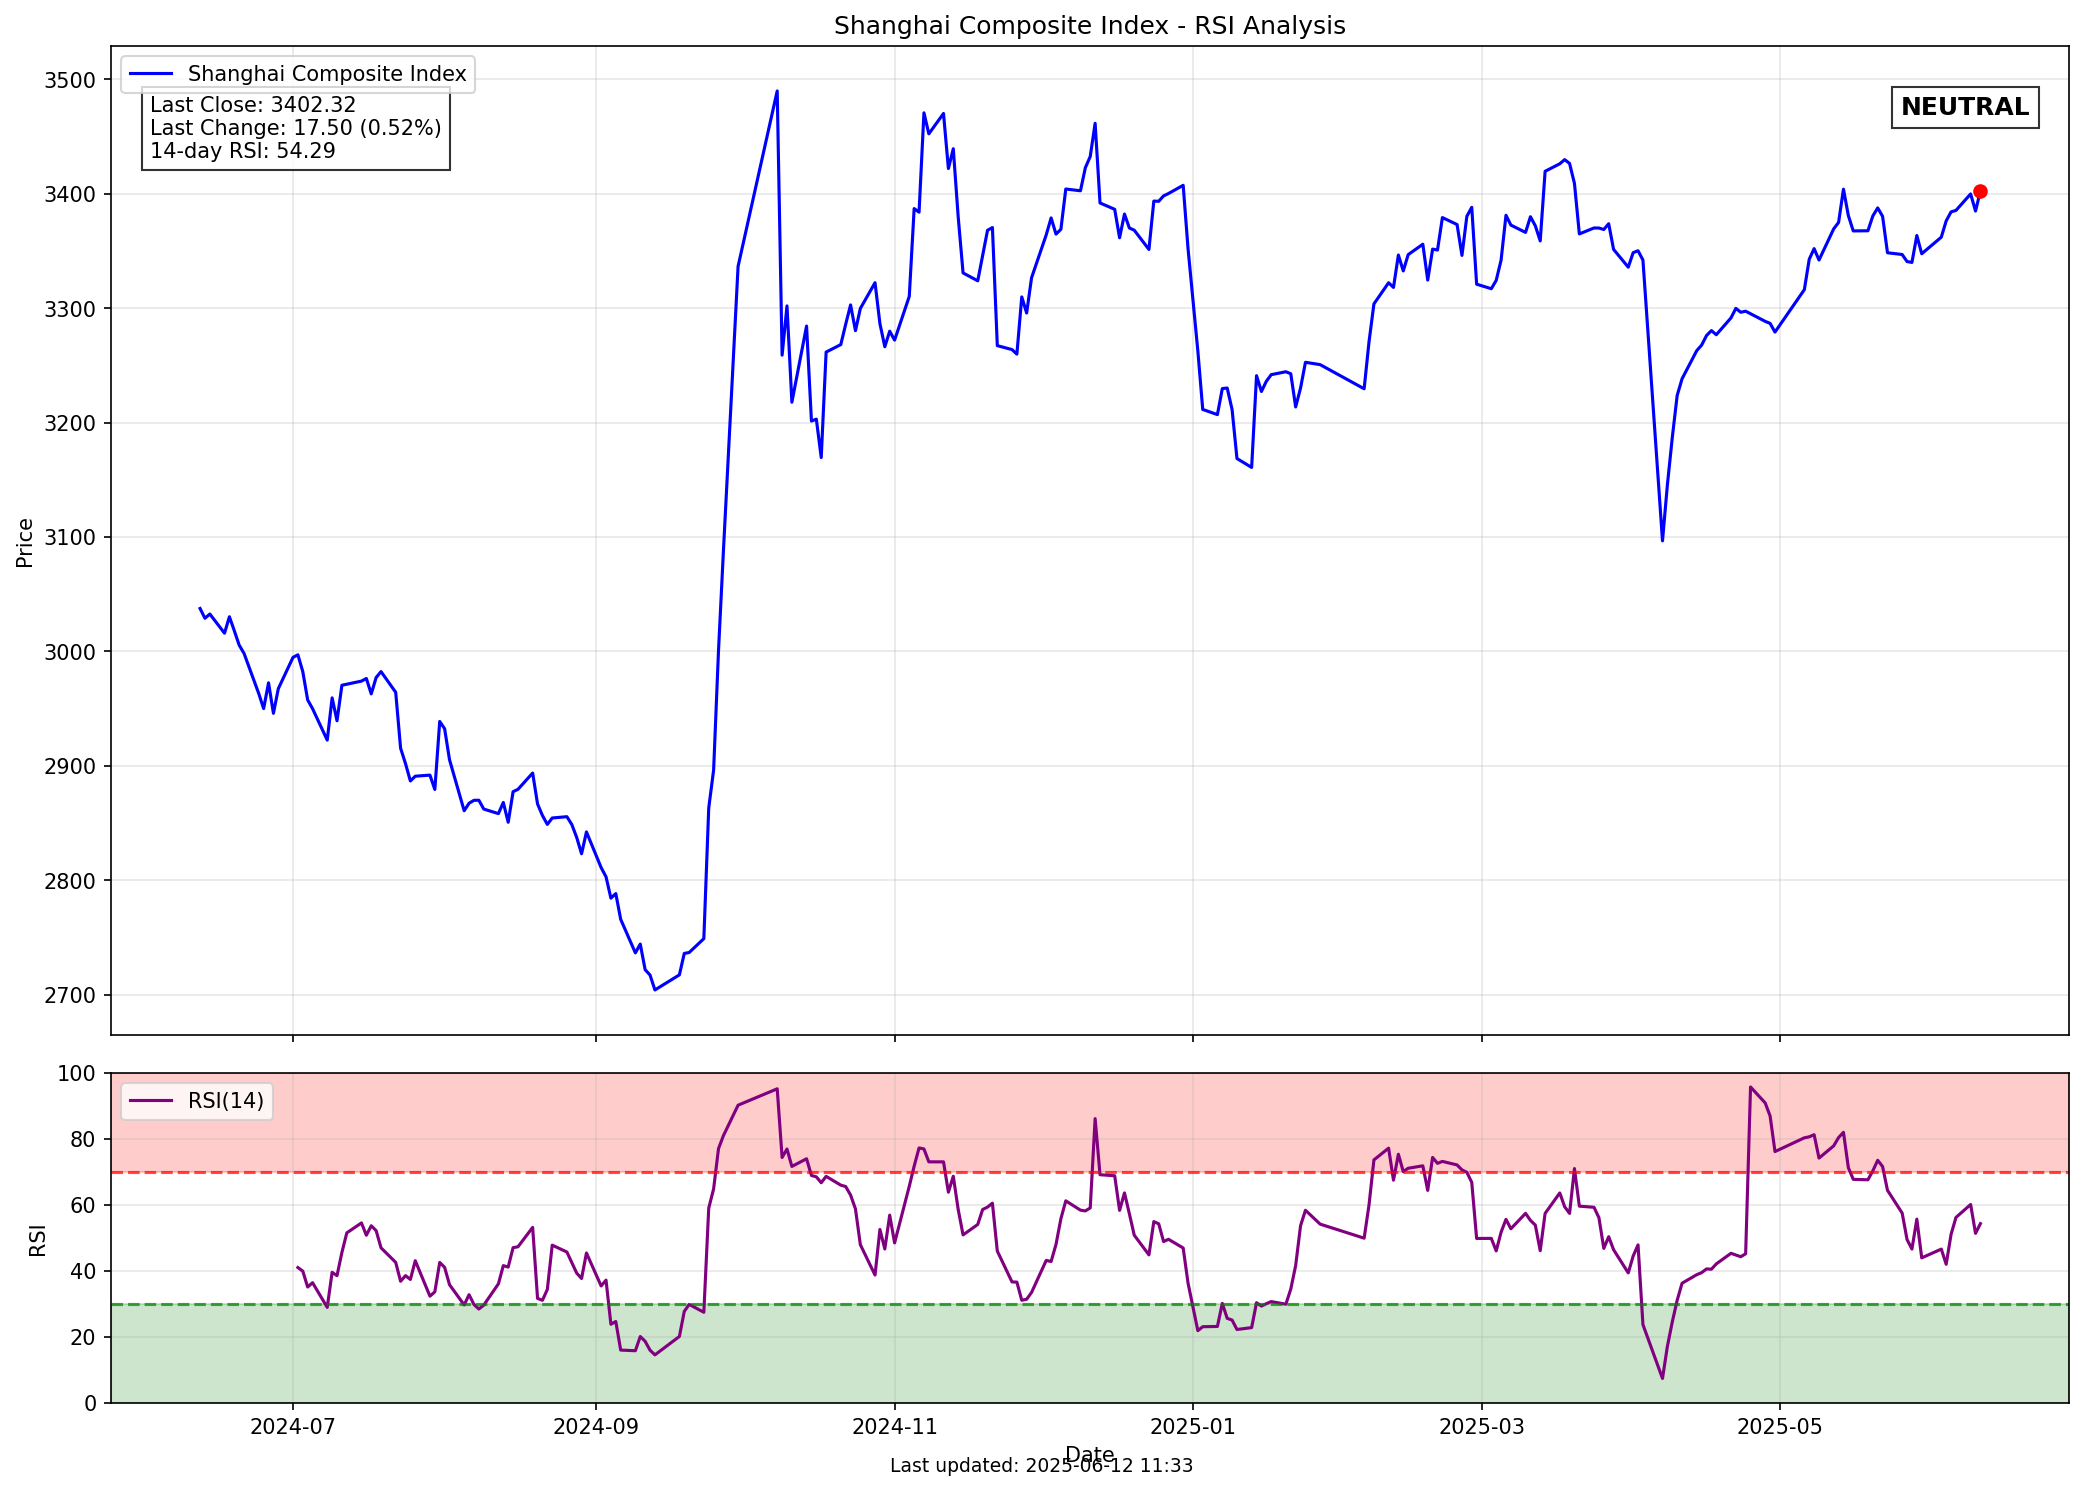 Shanghai Composite Index - RSI Analysis
Shanghai Composite Index
Last Close: 3402.32
Last Change: 17.50 (0.52%)
14-day RSI: 54.29
NEUTRAL
3500
3400
3300
3200
3100
3000
2900
2800
2700
Price
RSI(14)
100
80
60
40
20
0
RSI
2024-07
2024-09
2024-11
2025-01
2025-03
2025-05
Date
Last updated: 2025-06-12 11:33